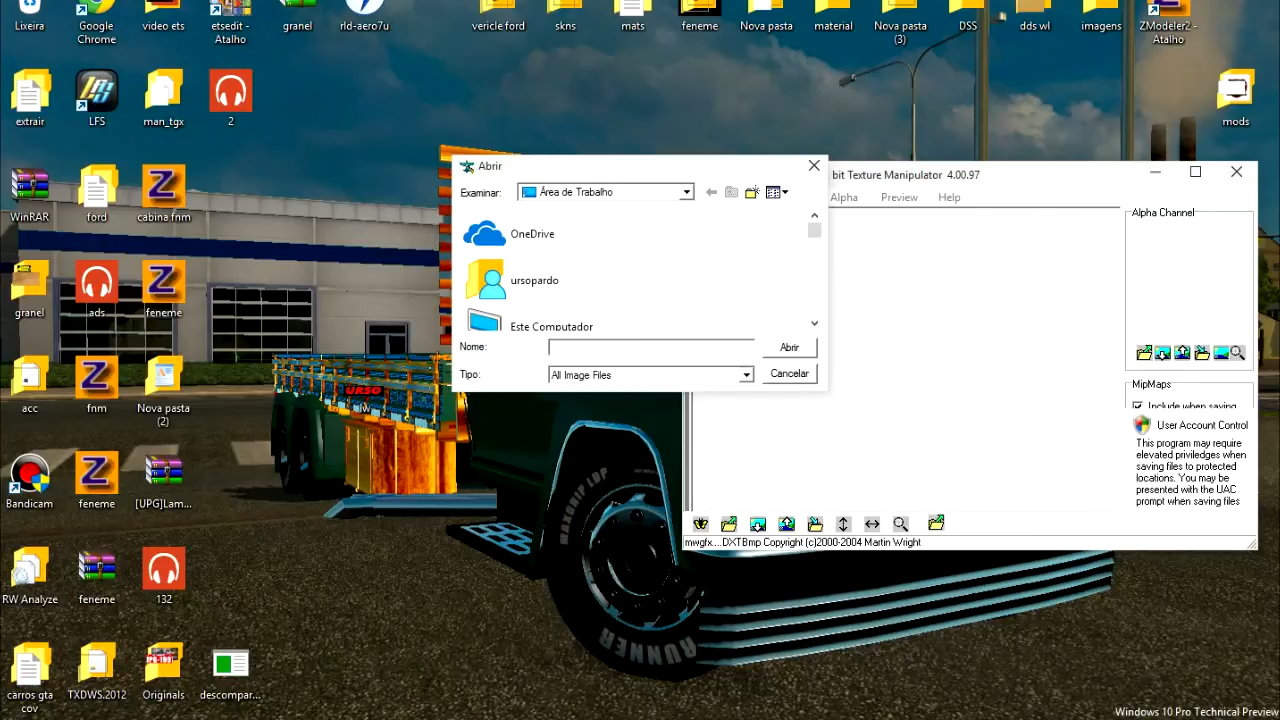 Lixeira
Google
Chrome
video ets
etsedit -
Atalho
granel
rld-aero7u
vericle ford
skns
mats
feneme
Nova pasta
material
Nova pasta
(3)
DSS
dds wl
imagens
ZModeler2 -
Atalho
extrair
LFS
man_tgx
2
mods
WinRAR
ford
cabina fnm
granel
ads
feneme
acc
fnm
Nova pasta
(2)
Bandicam
feneme
[UPG]Lam...
RW Analyze
feneme
132
carros gta
cov
TXDWS.2012
Originals
descompar...
Abrir
Examinar:
Área de Trabalho
OneDrive
ursopardo
Este Computador
Nome:
Abrir
Tipo:
All Image Files
Cancelar
bit Texture Manipulator 4.00.97
Alpha
Preview
Help
Alpha Channel
MipMaps
Include when saving
User Account Control
This program may require
elevated priviledges when
saving files to protected
locations. You may be
presented with the UAC
prompt when saving files
mwgfx....DXTBmp Copyright (c)2000-2004 Martin Wright
URSO
MAXGRIP LDP
RUNNER
Windows 10 Pro Technical Preview